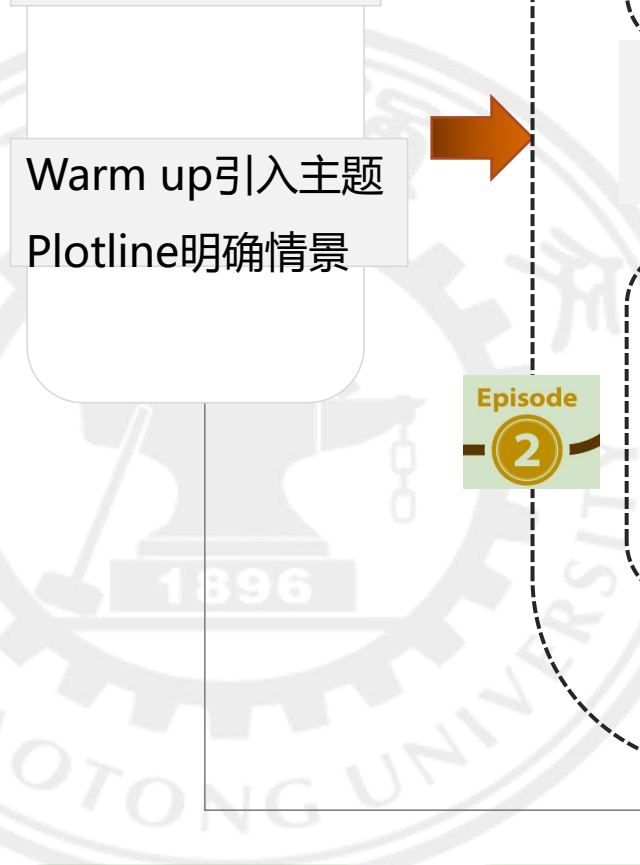 Warm up引入主题
Plotline明确情景
Episode
2
1896
OTONG UNIVERSITY